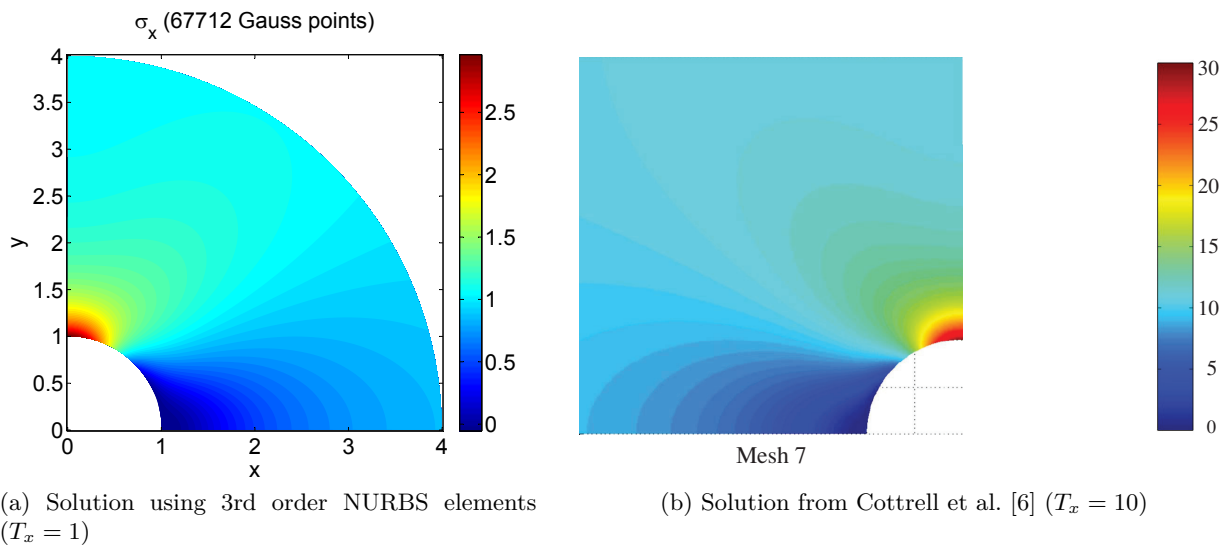 σx (67712 Gauss points)
4
3.5
3
2.5
2
1.5
1
0.5
0
y
0 1 2 3 4
x
2.5
2
1.5
1
0.5
0
(a) Solution using 3rd order NURBS elements
(Tx = 1)
30
25
20
15
10
5
0
Mesh 7
(b) Solution from Cottrell et al. [6] (Tx = 10)